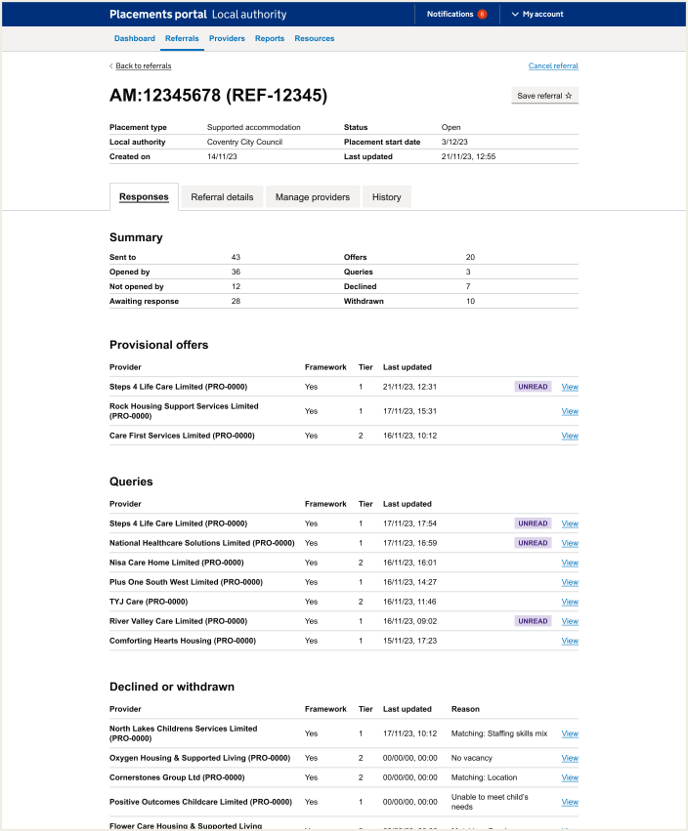 Placements portal Local authority
Notifications 6
My account
Dashboard Referrals Providers Reports Resources
Back to referrals
Cancel referral
AM:12345678 (REF-12345)
Save referral ☆
Placement type Supported accommodation Status Open
Local authority Coventry City Council Placement start date 3/12/23
Created on 14/11/23 Last updated 21/11/23, 12:55
Responses Referral details Manage providers History
Summary
Sent to 43 Offers 20
Opened by 36 Queries 3
Not opened by 12 Declined 7
Awaiting response 28 Withdrawn 10
Provisional offers
Provider Framework Tier Last updated
Steps 4 Life Care Limited (PRO-0000) Yes 1 21/11/23, 12:31 UNREAD View
Rock Housing Support Services Limited
(PRO-0000) Yes 1 17/11/23, 15:31 View
Care First Services Limited (PRO-0000) Yes 2 16/11/23, 10:12 View
Queries
Provider Framework Tier Last updated
Steps 4 Life Care Limited (PRO-0000) Yes 1 17/11/23, 17:54 UNREAD View
National Healthcare Solutions Limited (PRO-0000) Yes 1 17/11/23, 16:59 UNREAD View
Nisa Care Home Limited (PRO-0000) Yes 2 16/11/23, 16:01 View
Plus One South West Limited (PRO-0000) Yes 1 16/11/23, 14:27 View
TYJ Care (PRO-0000) Yes 2 16/11/23, 11:46 View
River Valley Care Limited (PRO-0000) Yes 1 16/11/23, 09:02 UNREAD View
Comforting Hearts Housing (PRO-0000) Yes 1 15/11/23, 17:23 View
Declined or withdrawn
Provider Framework Tier Last updated Reason
North Lakes Childrens Services Limited
(PRO-0000) Yes 1 17/11/23, 10:12 Matching: Staffing skills mix View
Oxygen Housing & Supported Living (PRO-0000) Yes 2 00/00/00, 00:00 No vacancy View
Cornerstones Group Ltd (PRO-0000) Yes 2 00/00/00, 00:00 Matching: Location View
Positive Outcomes Childcare Limited (PRO-0000) Yes 1 00/00/00, 00:00 Unable to meet child's
needs View
Flower Care Housing & Supported Living